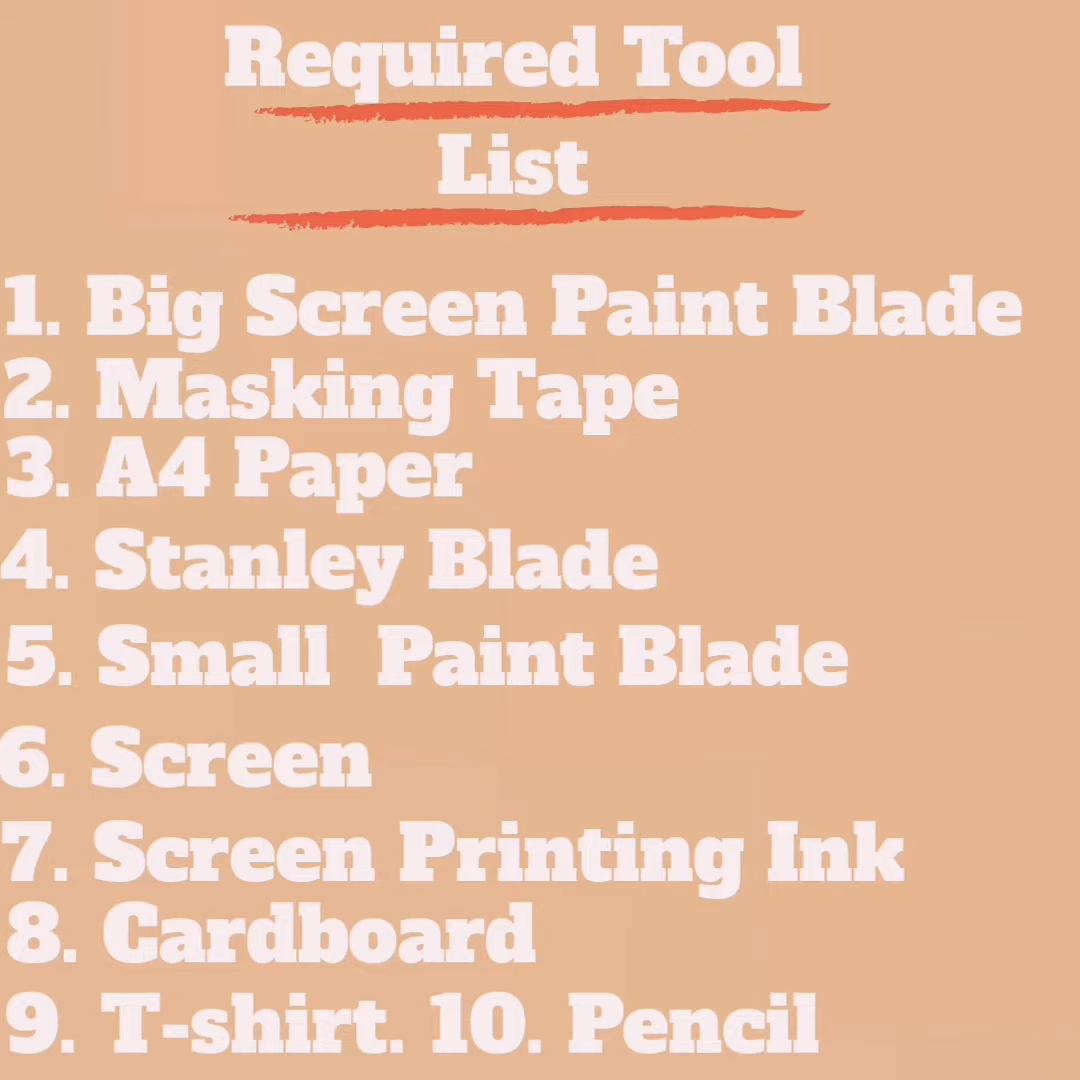 Required Tool
List
1. Big Screen Paint Blade
2. Masking Tape
3. A4 Paper
4. Stanley Blade
5. Small  Paint Blade
6. Screen
7. Screen Printing Ink
8. Cardboard
9. T-shirt. 10. Pencil